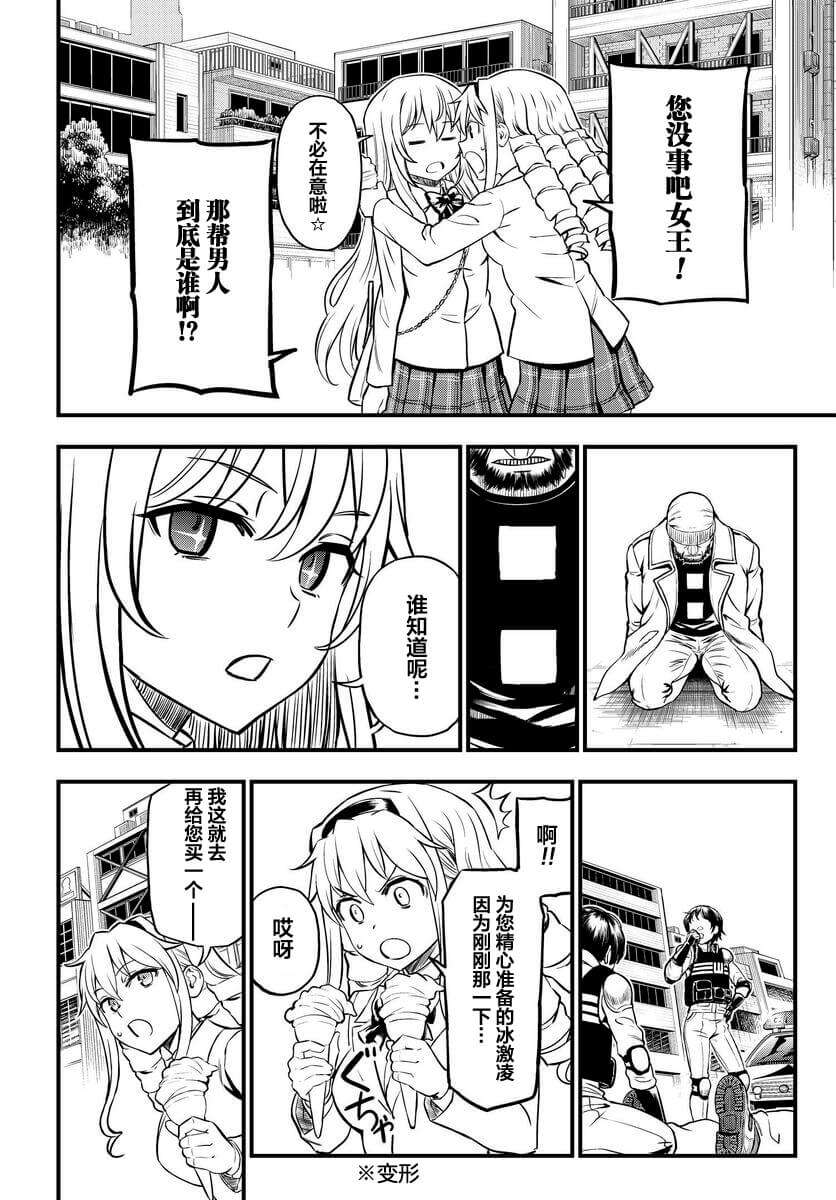 您没事吧女王!
不必在意啦
☆
那帮男人
到底是谁啊!?
谁知道呢…
啊!!
为您精心准备的冰激凌
因为刚刚那一下…
哎呀
ぐちゃ
※变形
我这就去
再给您买一个——